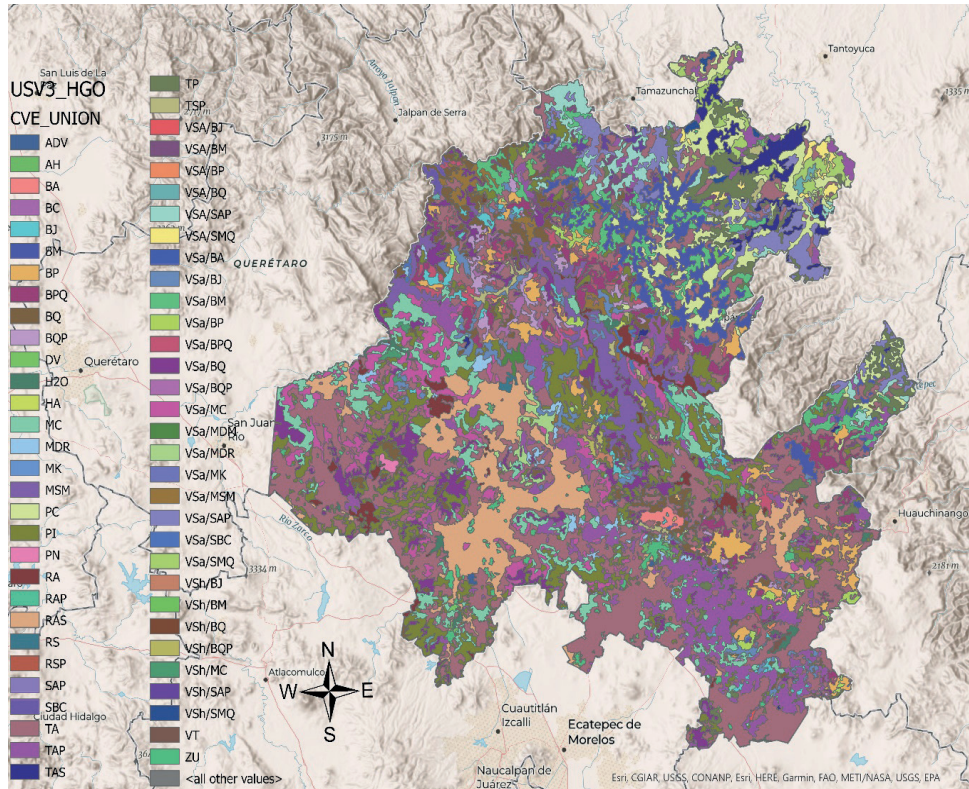 San Luis de La
USV3_HGO
CVE_UNION
ADV
AH
BA
BC
BJ
BM
BP
BPQ
BQ
BQP
DV
H2O
HA
MC
MDR
MK
MSM
PC
PI
PN
RA
RAP
RAS
RS
RSP
SAP
SBC
TA
TAP
TAS
TP
TSP
VSA/BJ
VSA/BM
VSA/BP
VSA/BQ
VSA/SAP
VSA/SMQ
VSa/BA
VSa/BJ
VSa/BM
VSa/BP
VSa/BPQ
VSa/BQ
VSa/BQP
VSa/MC
VSa/MDM
VSa/MDR
VSa/MK
VSa/MSM
VSa/SAP
VSa/SBC
VSa/SMQ
VSh/BJ
VSh/BM
VSh/BQ
VSh/BQP
VSh/MC
VSh/SAP
VSh/SMQ
VT
ZU
<all other values>
Tantoyuca
Tamazunchale
1335 m
Arroyo Jalpan
Jalpan de Serra
3175 m
QUERÉTARO
Querétaro
San Juan
Río
Río Zarco
3334 m
Huauchinango
2181 m
Atlacomulco
Ciudad Hidalgo
N
W
E
S
Cuautitlán
Izcalli
Ecatepec de
Morelos
Naucalpan de
Juárez
Esri, CGIAR, USGS, CONANP, Esri, HERE, Garmin, FAO, METI/NASA, USGS, EPA